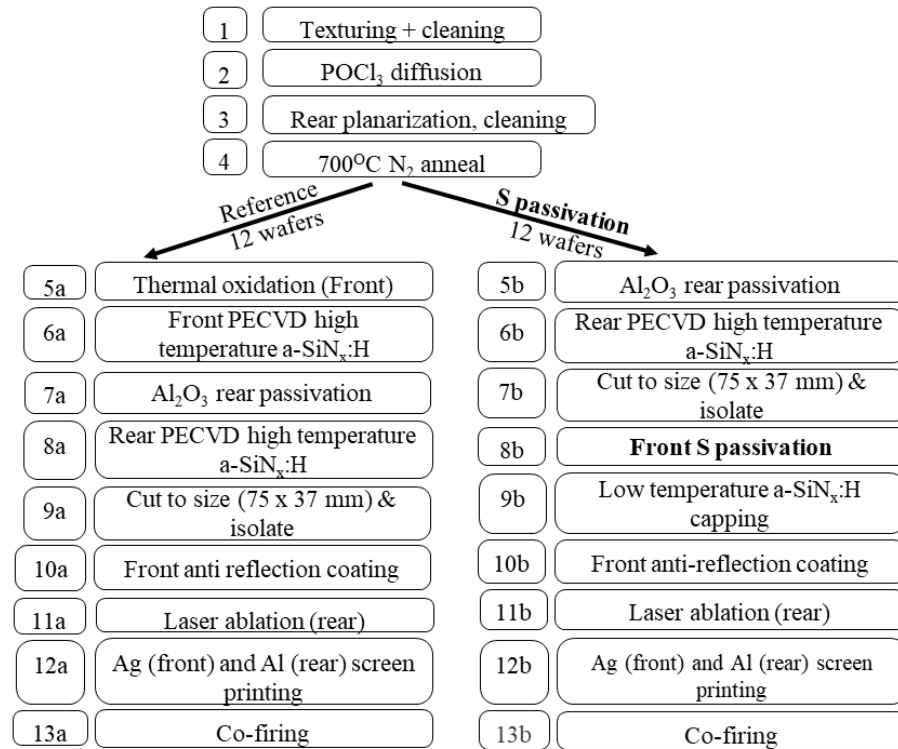 1 Texturing + cleaning
2 POCl₃ diffusion
3 Rear planarization, cleaning
4 700ᴼC N₂ anneal
Reference
12 wafers
S passivation
12 wafers
5a Thermal oxidation (Front)
6a Front PECVD high
temperature a-SiNₓ:H
7a Al₂O₃ rear passivation
8a Rear PECVD high temperature
a-SiNₓ:H
9a Cut to size (75 x 37 mm) &
isolate
10a Front anti reflection coating
11a Laser ablation (rear)
12a Ag (front) and Al (rear) screen
printing
13a Co-firing
5b Al₂O₃ rear passivation
6b Rear PECVD high temperature
a-SiNₓ:H
7b Cut to size (75 x 37 mm) &
isolate
8b Front S passivation
9b Low temperature a-SiNₓ:H
capping
10b Front anti-reflection coating
11b Laser ablation (rear)
12b Ag (front) and Al (rear) screen
printing
13b Co-firing